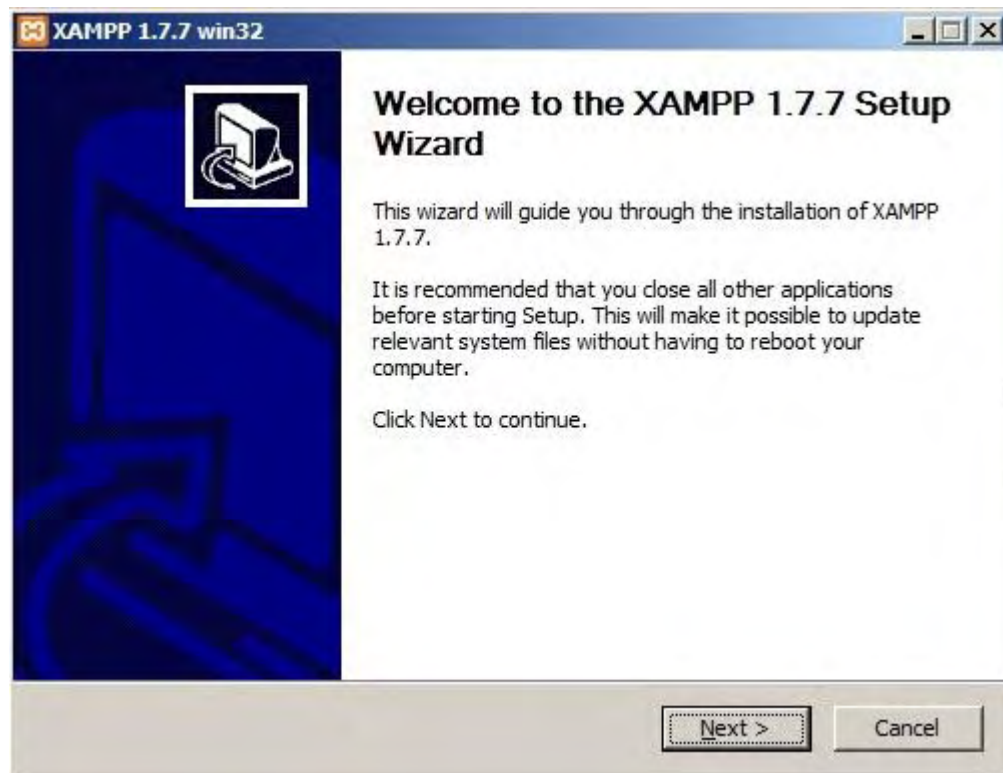 XAMPP 1.7.7 win32
Welcome to the XAMPP 1.7.7 Setup
Wizard
This wizard will guide you through the installation of XAMPP
1.7.7.
It is recommended that you close all other applications
before starting Setup. This will make it possible to update
relevant system files without having to reboot your
computer.
Click Next to continue.
Next >
Cancel